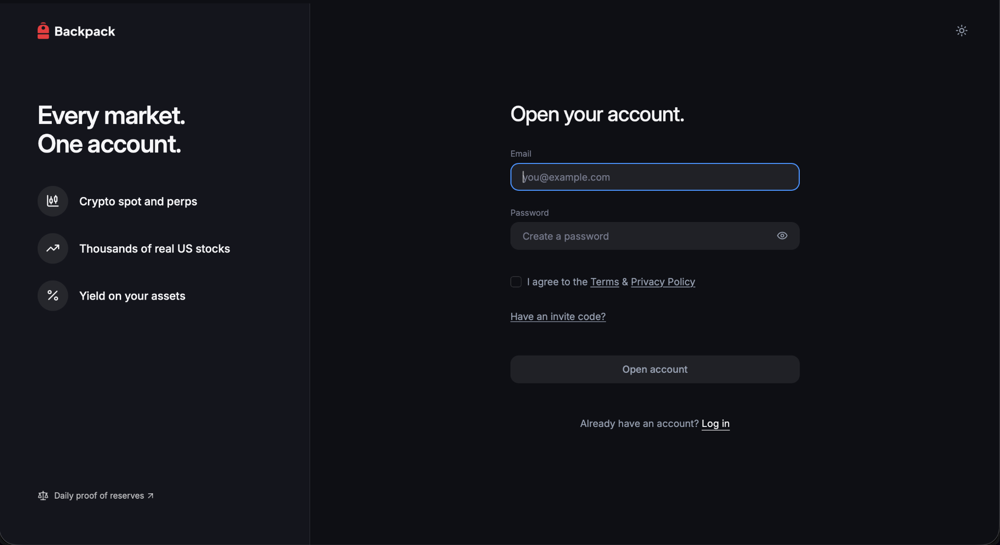 Backpack
Every market.
One account.
Crypto spot and perps
Thousands of real US stocks
Yield on your assets
Daily proof of reserves ↗
Open your account.
Email
you@example.com
Password
Create a password
I agree to the Terms & Privacy Policy
Have an invite code?
Open account
Already have an account? Log in